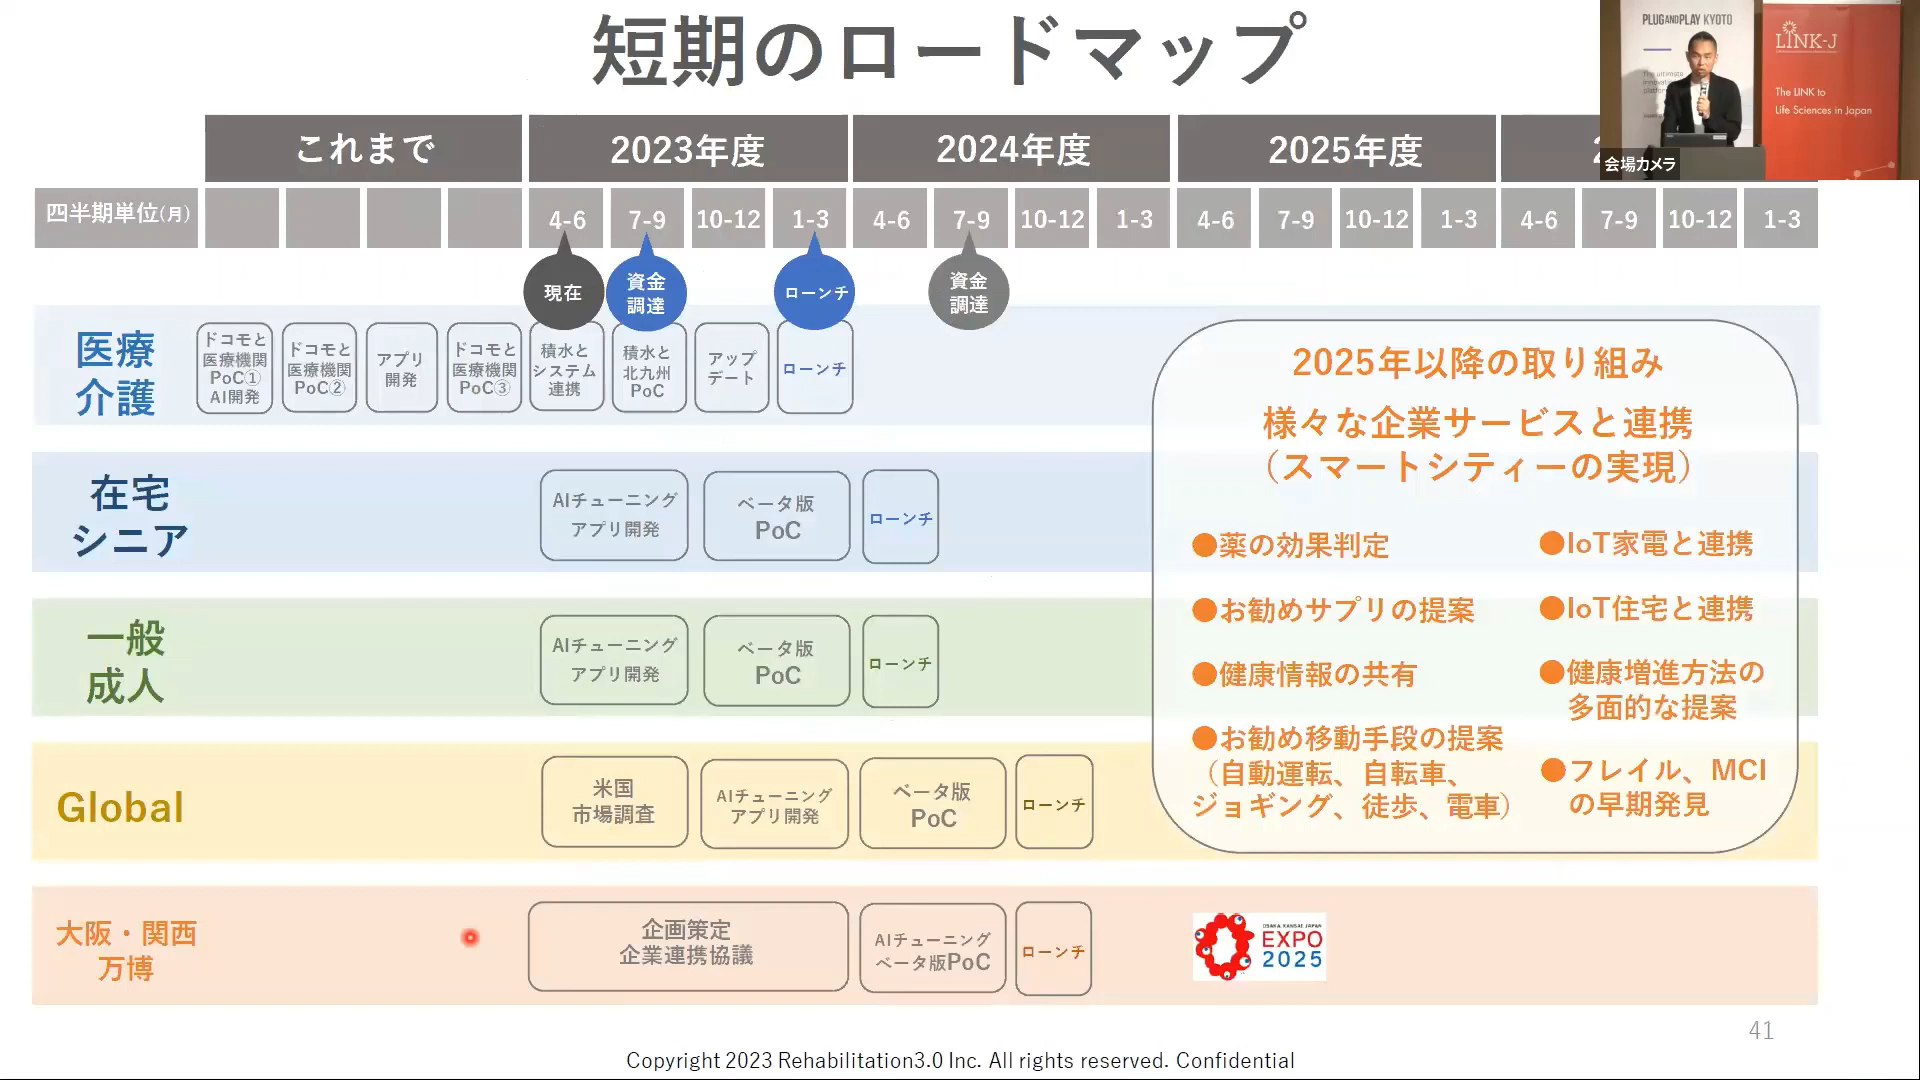 短期のロードマップ
PLUGANDPLAY KYOTO
The ultimate
LINK-J
The LINK to
Life Sciences in Japan
会場カメラ
これまで
2023年度
2024年度
2025年度
四半期単位(月)
4-6
7-9
10-12
1-3
4-6
7-9
10-12
1-3
4-6
7-9
10-12
1-3
4-6
7-9
10-12
1-3
現在
資金
調達
ローンチ
資金
調達
医療
介護
ドコモと
医療機関
PoC①
AI開発
ドコモと
医療機関
PoC②
アプリ
開発
ドコモと
医療機関
PoC③
積水と
システム
連携
積水と
北九州
PoC
アップ
デート
ローンチ
在宅
シニア
AIチューニング
アプリ開発
ベータ版
PoC
ローンチ
一般
成人
AIチューニング
アプリ開発
ベータ版
PoC
ローンチ
Global
米国
市場調査
AIチューニング
アプリ開発
ベータ版
PoC
ローンチ
大阪・関西
万博
企画策定
企業連携協議
AIチューニング
ベータ版PoC
ローンチ
OSAKA, KANSAI, JAPAN
EXPO
2025
2025年以降の取り組み
様々な企業サービスと連携
（スマートシティーの実現）
●薬の効果判定
●お勧めサプリの提案
●健康情報の共有
●お勧め移動手段の提案
（自動運転、自転車、
ジョギング、徒歩、電車）
●IoT家電と連携
●IoT住宅と連携
●健康増進方法の
多面的な提案
●フレイル、MCI
の早期発見
41
Copyright 2023 Rehabilitation3.0 Inc. All rights reserved. Confidential